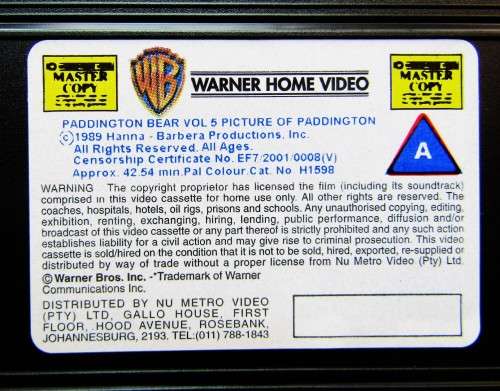 MASTER COPY
WB
WARNER HOME VIDEO
MASTER COPY
PADDINGTON BEAR VOL 5 PICTURE OF PADDINGTON
©1989 Hanna - Barbera Productions, Inc.
All Rights Reserved. All Ages.
Censorship Certificate No. EF7/2001/0008(V)
Approx. 42.54 min.Pal Colour.Cat. No H1598
A
WARNING The copyright proprietor has licensed the film (including its soundtrack)
comprised in this video cassette for home use only. All other rights are reserved. The
coaches, hospitals, hotels, oil rigs, prisons and schools. Any unauthorised copying, editing,
exhibition, renting, exchanging, hiring, lending, public performance, diffusion and/or
broadcast of this video cassette or any part thereof is strictly prohibited and any such action
establishes liability for a civil action and may give rise to criminal prosecution. This video
cassette is sold/hired on the condition that it is not to be sold, hired, exported, re-supplied or
distributed by way of trade without a proper license from Nu Metro Video (Pty) Ltd.
© Warner Bros. Inc. -*Trademark of Warner
Communications Inc.
DISTRIBUTED BY NU METRO VIDEO
(PTY) LTD, GALLO HOUSE, FIRST
FLOOR, HOOD AVENUE, ROSEBANK,
JOHANNESBURG, 2193. TEL:(011) 788-1843